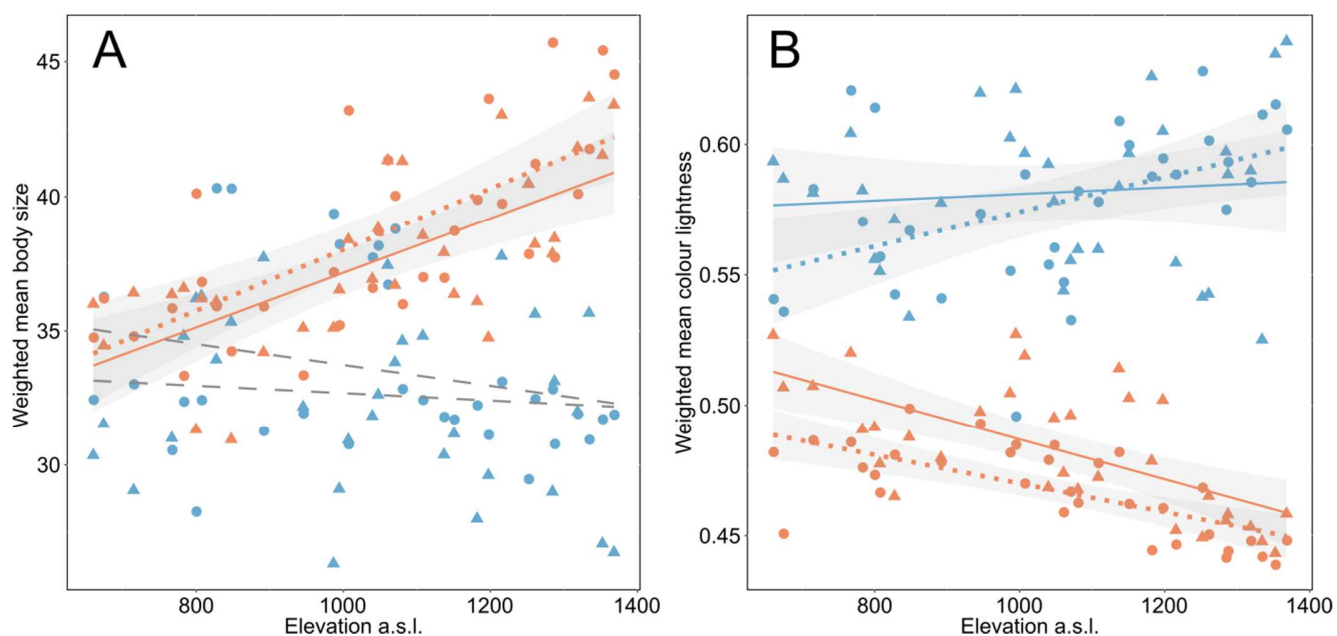 A
Weighted mean body size
45
40
35
30
800
1000
1200
1400
Elevation a.s.l.
B
Weighted mean colour lightness
0.60
0.55
0.50
0.45
800
1000
1200
1400
Elevation a.s.l.